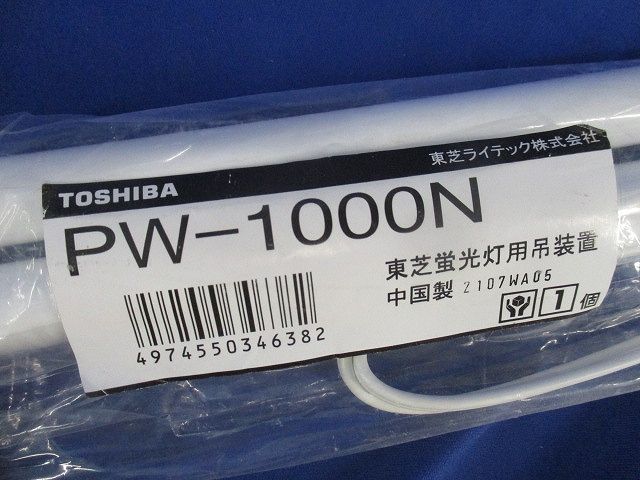 東芝ライテック株式会社
TOSHIBA
PW-1000N
東芝蛍光灯用吊装置
中国製 2107WA05
1個
4974550346382